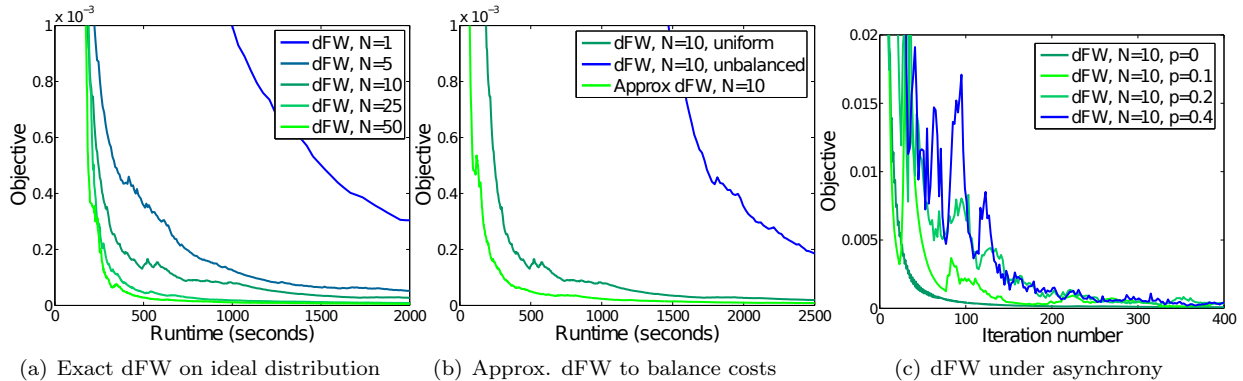 1 x 10⁻³
0.8
0.6
0.4
0.2
0
0 500 1000 1500 2000
Objective
Runtime (seconds)
dFW, N=1
dFW, N=5
dFW, N=10
dFW, N=25
dFW, N=50
(a) Exact dFW on ideal distribution
1 x 10⁻³
0.8
0.6
0.4
0.2
0
0 500 1000 1500 2000 2500
Objective
Runtime (seconds)
dFW, N=10, uniform
dFW, N=10, unbalanced
Approx dFW, N=10
(b) Approx. dFW to balance costs
0.02
0.015
0.01
0.005
0
0 100 200 300 400
Objective
Iteration number
dFW, N=10, p=0
dFW, N=10, p=0.1
dFW, N=10, p=0.2
dFW, N=10, p=0.4
(c) dFW under asynchrony